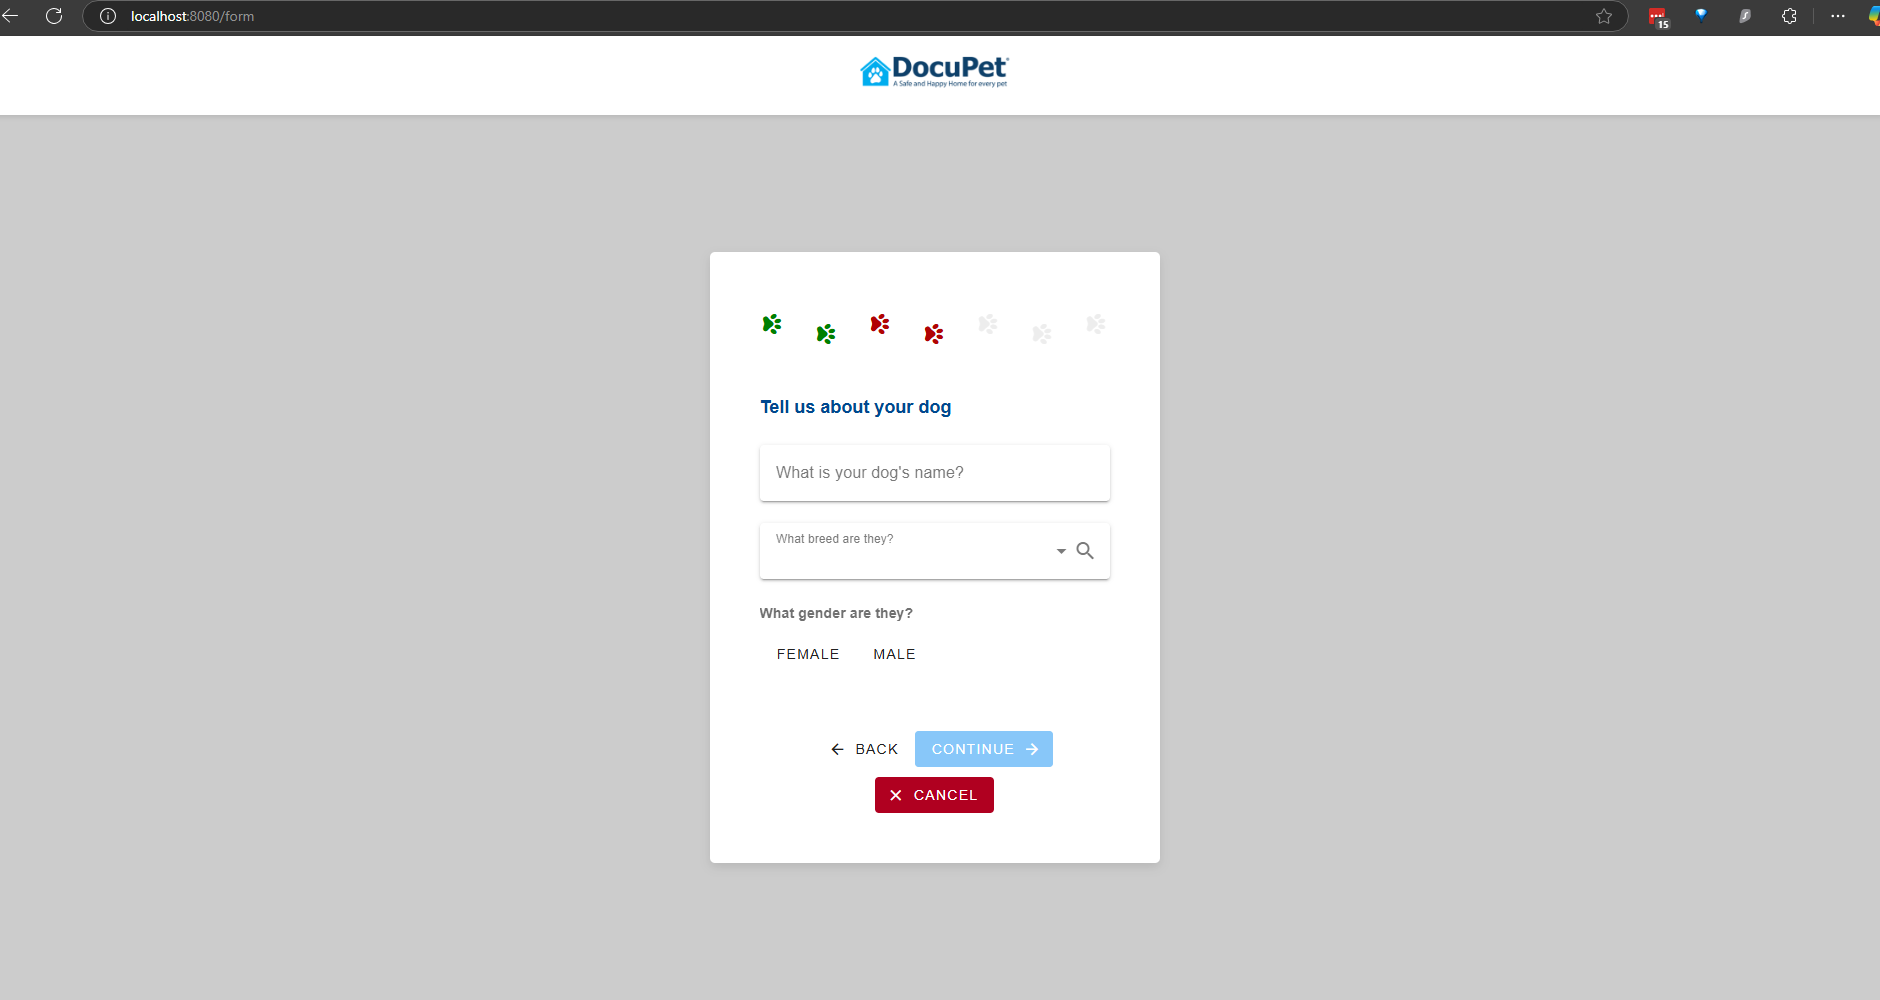 localhost:8080/form
15
DocuPet
A Safe and Happy Home for every pet
Tell us about your dog
What is your dog's name?
What breed are they?
What gender are they?
FEMALE MALE
BACK CONTINUE
CANCEL